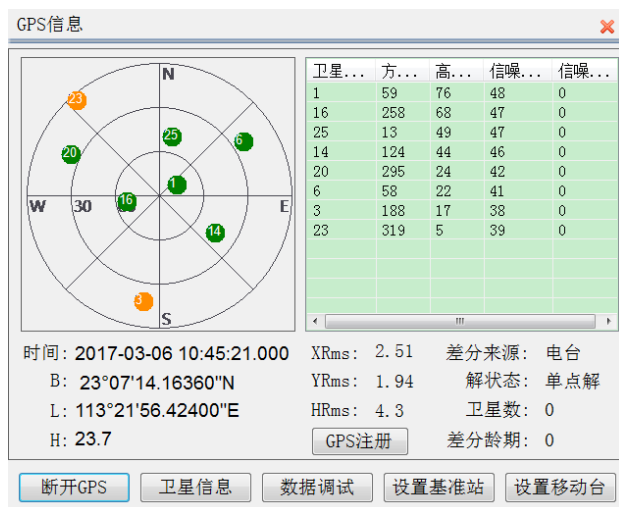 GPS信息
N
23
25
6
20
1
W 30 16 E
14
3
S
卫星... 方... 高... 信噪... 信噪...
1 59 76 48 0
16 258 68 47 0
25 13 49 47 0
14 124 44 46 0
20 295 24 42 0
6 58 22 41 0
3 188 17 38 0
23 319 5 39 0
时间: 2017-03-06 10:45:21.000 XRms: 2.51 差分来源: 电台
B: 23°07'14.16360"N YRms: 1.94 解状态: 单点解
L: 113°21'56.42400"E HRms: 4.3 卫星数: 0
H: 23.7 GPS注册 差分龄期: 0
断开GPS 卫星信息 数据调试 设置基准站 设置移动台